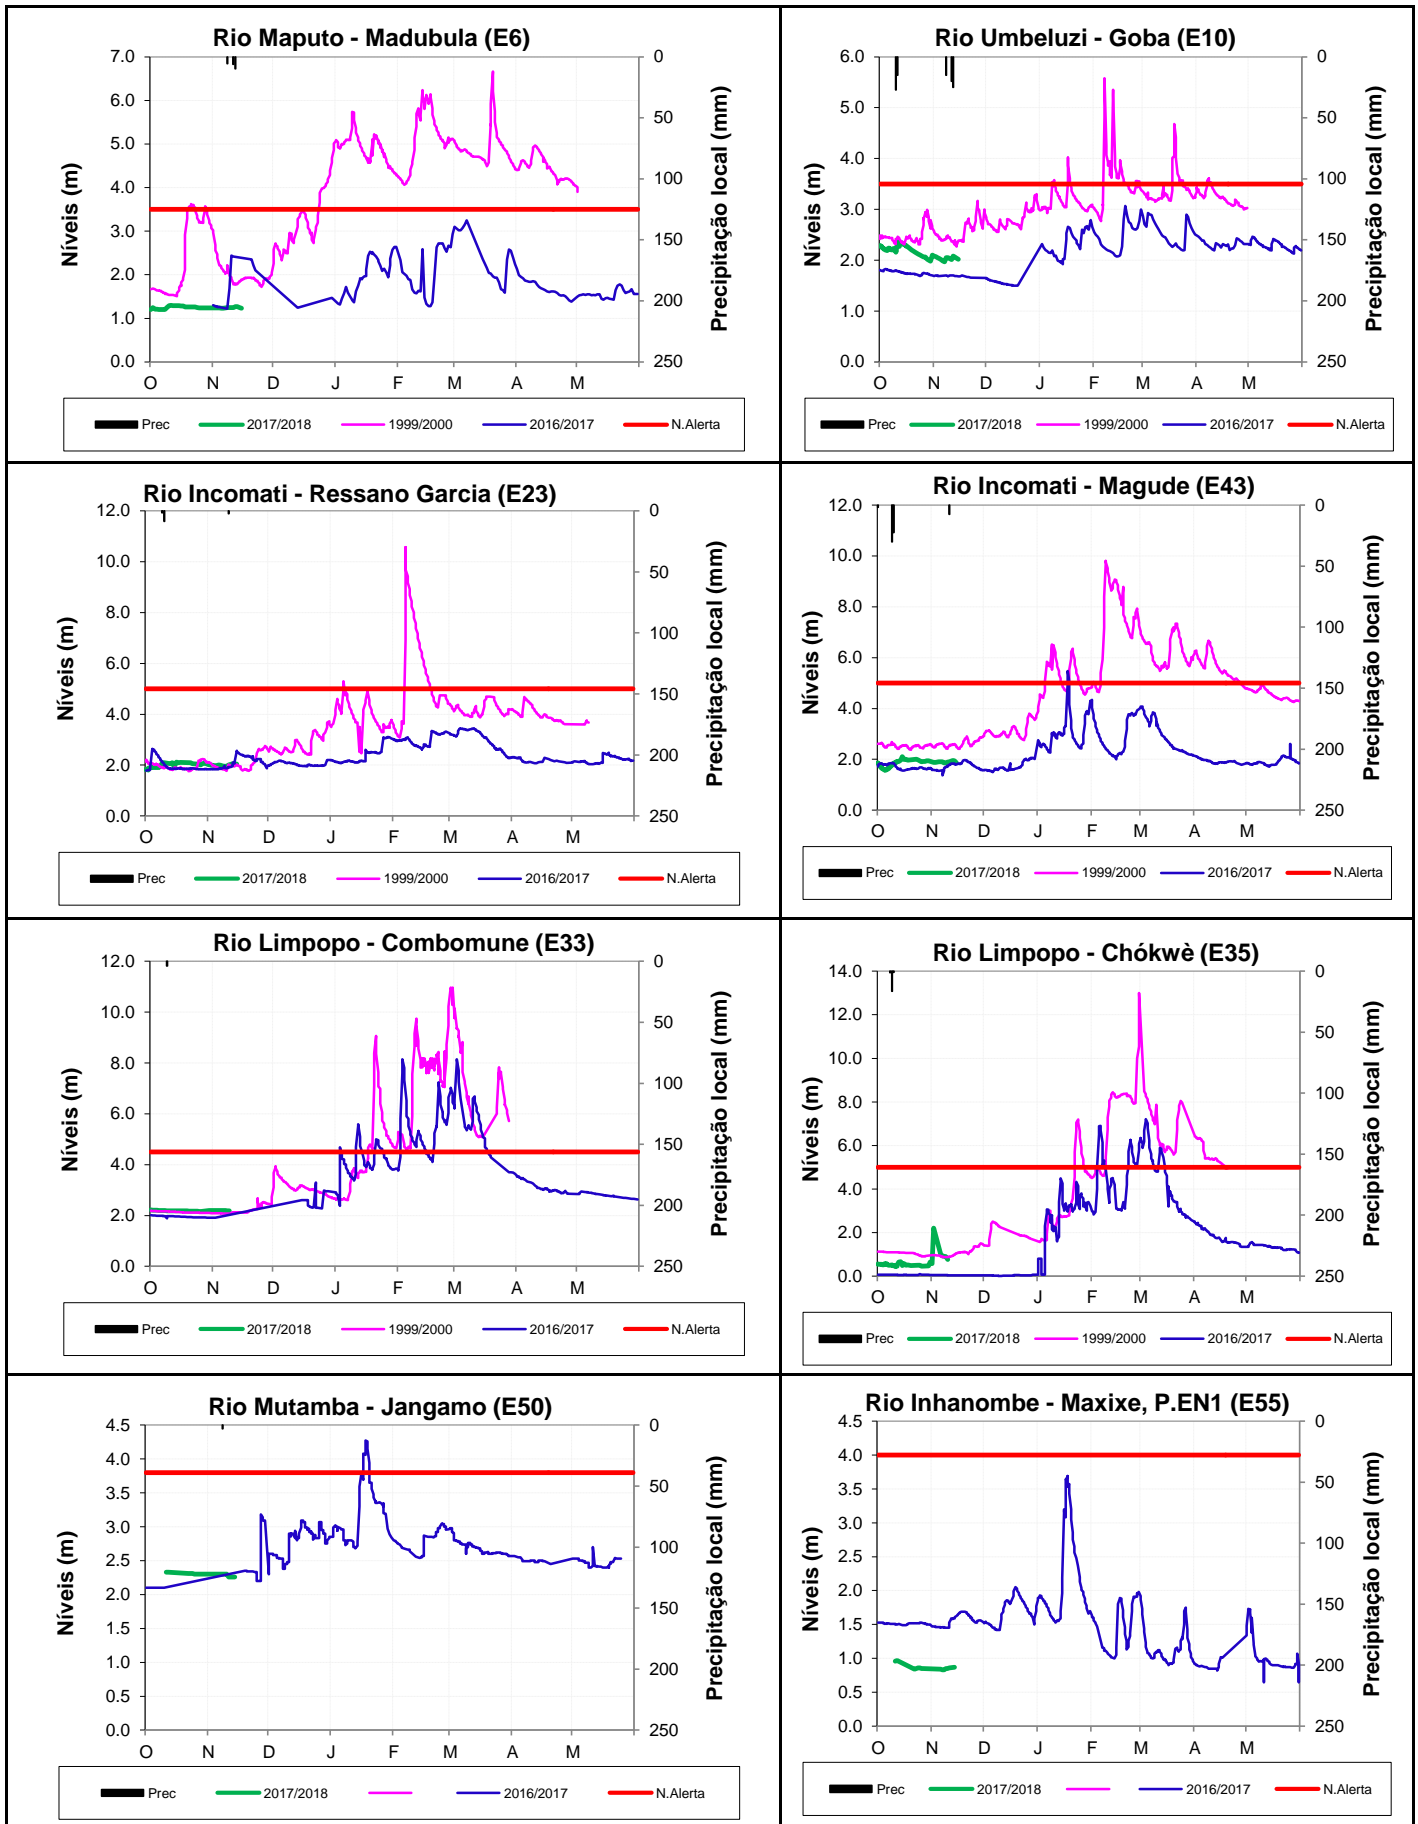 Rio Maputo - Madubula (E6)
7.0
6.0
5.0
4.0
3.0
2.0
1.0
0.0
Níveis (m)
0
50
100
150
200
250
Precipitação local (mm)
O N D J F M A M
Prec 2017/2018 1999/2000 2016/2017 N.Alerta
Rio Umbeluzi - Goba (E10)
6.0
5.0
4.0
3.0
2.0
1.0
0.0
Níveis (m)
0
50
100
150
200
250
Precipitação local (mm)
O N D J F M A M
Prec 2017/2018 1999/2000 2016/2017 N.Alerta
Rio Incomati - Ressano Garcia (E23)
12.0
10.0
8.0
6.0
4.0
2.0
0.0
Níveis (m)
0
50
100
150
200
250
Precipitação local (mm)
O N D J F M A M
Prec 2017/2018 1999/2000 2016/2017 N.Alerta
Rio Incomati - Magude (E43)
12.0
10.0
8.0
6.0
4.0
2.0
0.0
Níveis (m)
0
50
100
150
200
250
Precipitação local (mm)
O N D J F M A M
Prec 2017/2018 1999/2000 2016/2017 N.Alerta
Rio Limpopo - Combomune (E33)
12.0
10.0
8.0
6.0
4.0
2.0
0.0
Níveis (m)
0
50
100
150
200
250
Precipitação local (mm)
O N D J F M A M
Prec 2017/2018 1999/2000 2016/2017 N.Alerta
Rio Limpopo - Chókwè (E35)
14.0
12.0
10.0
8.0
6.0
4.0
2.0
0.0
Níveis (m)
0
50
100
150
200
250
Precipitação local (mm)
O N D J F M A M
Prec 2017/2018 1999/2000 2016/2017 N.Alerta
Rio Mutamba - Jangamo (E50)
4.5
4.0
3.5
3.0
2.5
2.0
1.5
1.0
0.5
0.0
Níveis (m)
0
50
100
150
200
250
Precipitação local (mm)
O N D J F M A M
Prec 2017/2018 2016/2017 N.Alerta
Rio Inhanombe - Maxixe, P.EN1 (E55)
4.5
4.0
3.5
3.0
2.5
2.0
1.5
1.0
0.5
0.0
Níveis (m)
0
50
100
150
200
250
Precipitação local (mm)
O N D J F M A M
Prec 2017/2018 2016/2017 N.Alerta